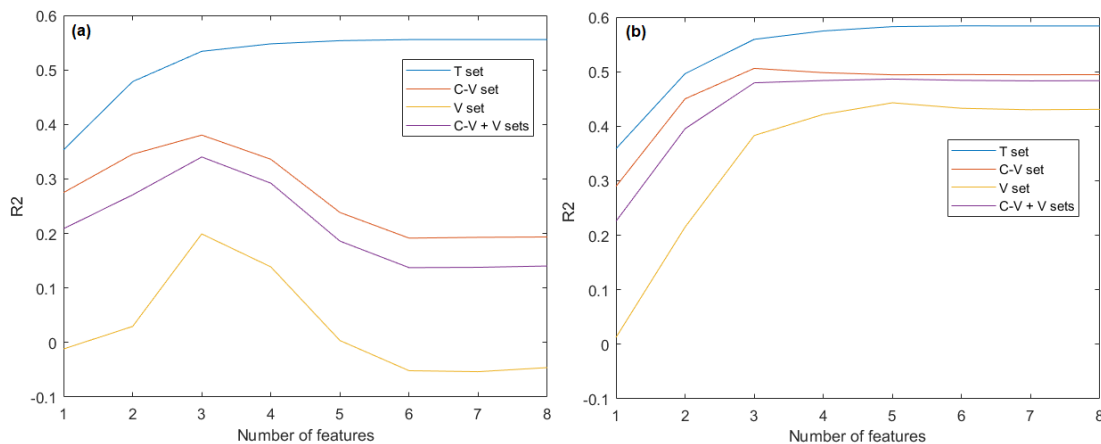 (a)
R2
0.6
0.5
0.4
0.3
0.2
0.1
0
-0.1
T set
C-V set
V set
C-V + V sets
1 2 3 4 5 6 7 8
Number of features
(b)
R2
0.6
0.5
0.4
0.3
0.2
0.1
0
-0.1
T set
C-V set
V set
C-V + V sets
1 2 3 4 5 6 7 8
Number of features